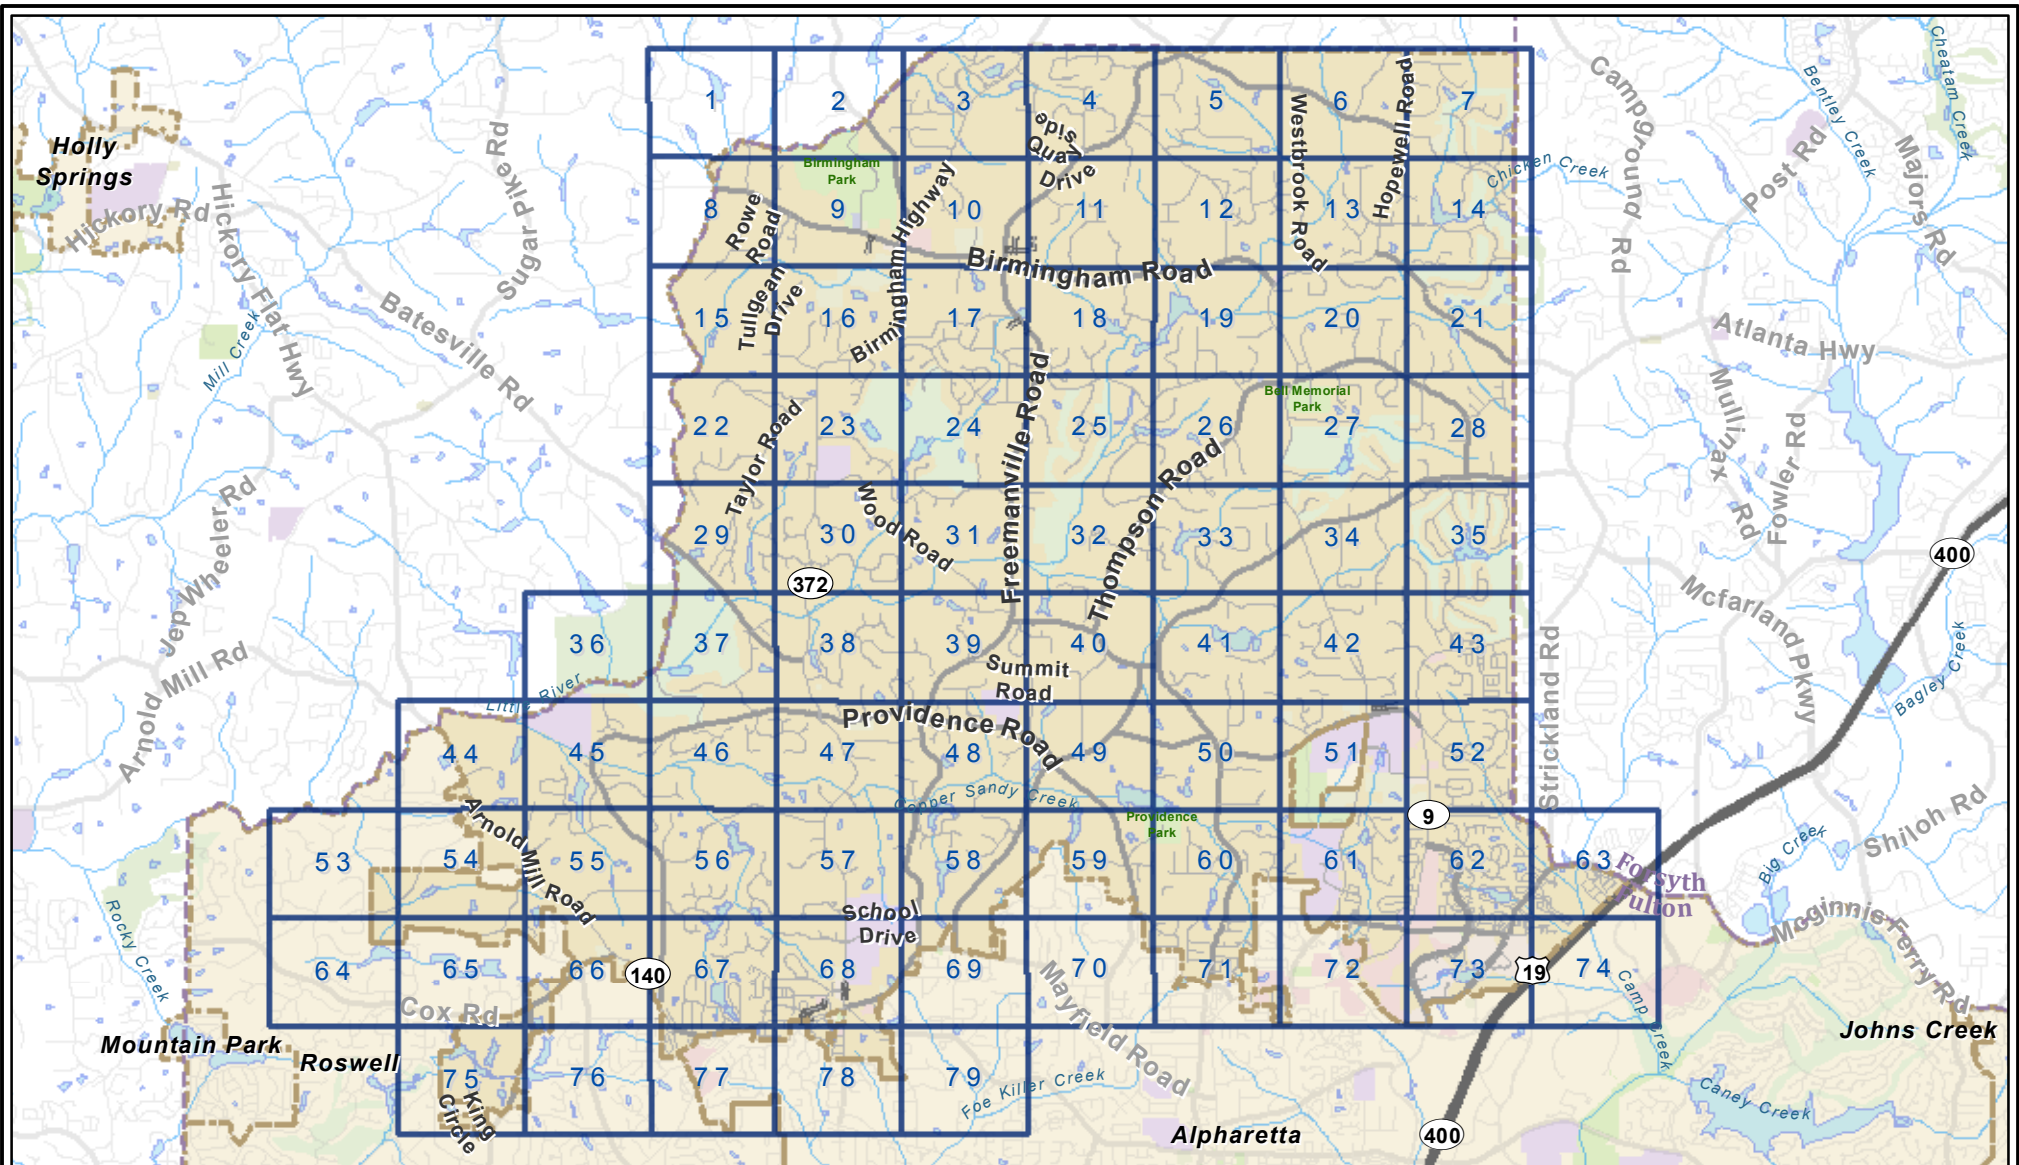 1
2
3
4
5
6
7
Holly
Springs
Hickory Rd
Hickory Flat Hwy
Sugar Pike Rd
Batesville Rd
Mill Creek
Jep Wheeler Rd
Arnold Mill Rd
Campground Rd
Bentley Creek
Cheatam Creek
Post Rd
Majors Rd
Chicken Creek
Atlanta Hwy
Mullinax Rd
Fowler Rd
Mcfarland Pkwy
400
Strickland Rd
Bagley Creek
Shiloh Rd
Big Creek
Side
Quay
Drive
Westbrook Road
Hopewell Road
Birmingham
Park
8
9
10
11
12
13
14
Rowe
Road
Birmingham Highway
Birmingham Road
15
16
17
18
19
20
21
Tullgean
Drive
22
23
24
25
26
27
28
Taylor Road
Freemanville Road
Thompson Road
Bell Memorial
Park
29
30
31
32
33
34
35
Wood Road
372
36
37
38
39
40
41
42
43
Little River
Summit
Road
44
45
46
47
48
49
50
51
52
Providence Road
Copper Sandy Creek
Providence
Park
9
53
54
55
56
57
58
59
60
61
62
63
Arnold Mill Road
School
Drive
Forsyth
Fulton
Mcginnis Ferry Rd
64
65
66
67
68
69
70
71
72
73
74
140
19
Cox Rd
Rocky Creek
Mayfield Road
Camp Creek
Mountain Park
Roswell
Johns Creek
75
76
77
78
79
King
Circle
Foe Killer Creek
Caney Creek
Alpharetta
400